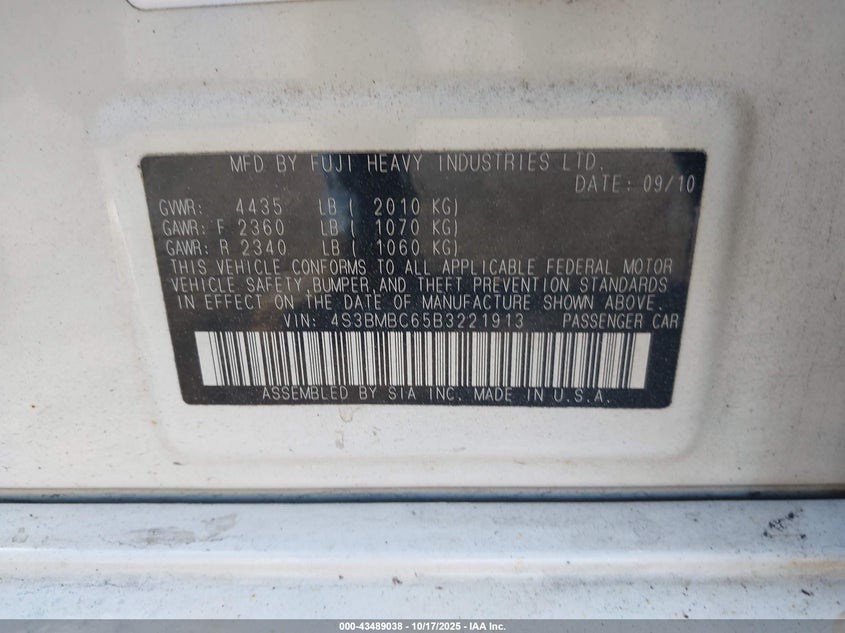 MFD BY FUJI HEAVY INDUSTRIES LTD.
DATE: 09/10
GVWR: 4435 LB ( 2010 KG)
GAWR: F 2360 LB ( 1070 KG)
GAWR: R 2340 LB ( 1060 KG)
THIS VEHICLE CONFORMS TO ALL APPLICABLE FEDERAL MOTOR
VEHICLE SAFETY, BUMPER, AND THEFT PREVENTION STANDARDS
IN EFFECT ON THE DATE OF MANUFACTURE SHOWN ABOVE.
VIN: 4S3BMBC65B3221913 PASSENGER CAR
ASSEMBLED BY SIA INC. MADE IN U.S.A.
000-43489038 - 10/17/2025 - IAA Inc.